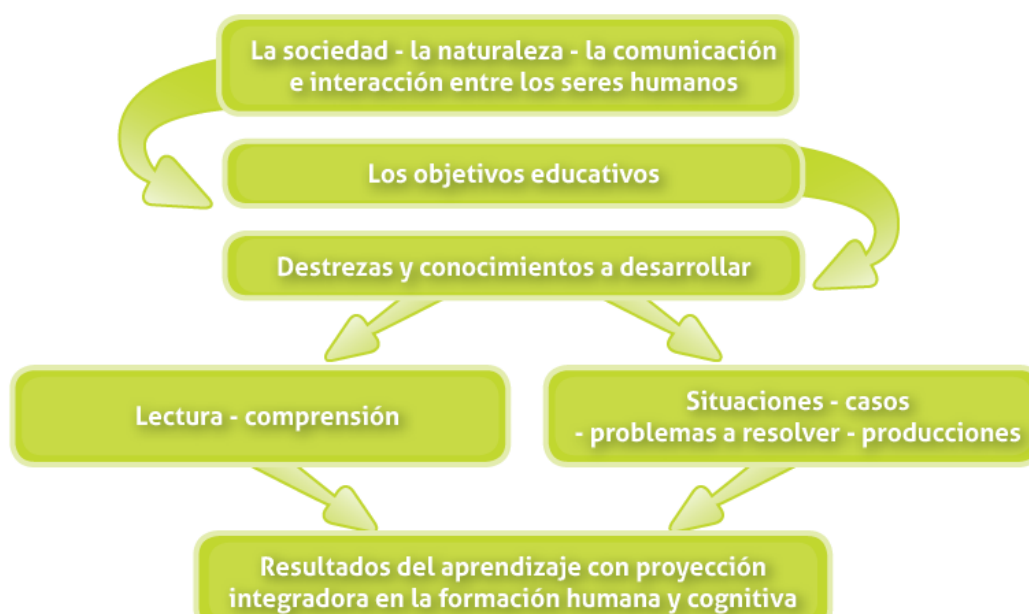 La sociedad - la naturaleza - la comunicación
e interacción entre los seres humanos
Los objetivos educativos
Destrezas y conocimientos a desarrollar
Lectura - comprensión
Situaciones - casos
- problemas a resolver - producciones
Resultados del aprendizaje con proyección
integradora en la formación humana y cognitiva